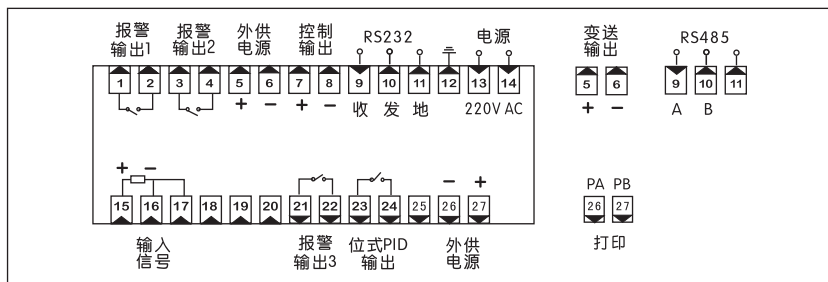 报警 报警 外供 控制 RS232 电源 变送 RS485
输出1 输出2 电源 输出 输出
1 2 3 4 5 6 7 8 9 10 11 12 13 14 5 6 9 10 11
+ − + − 收 发 地 220V AC + − A B
+ − − + PA PB
15 16 17 18 19 20 21 22 23 24 25 26 27 26 27
输入 报警 位式PID 外供 打印
信号 输出3 输出 电源